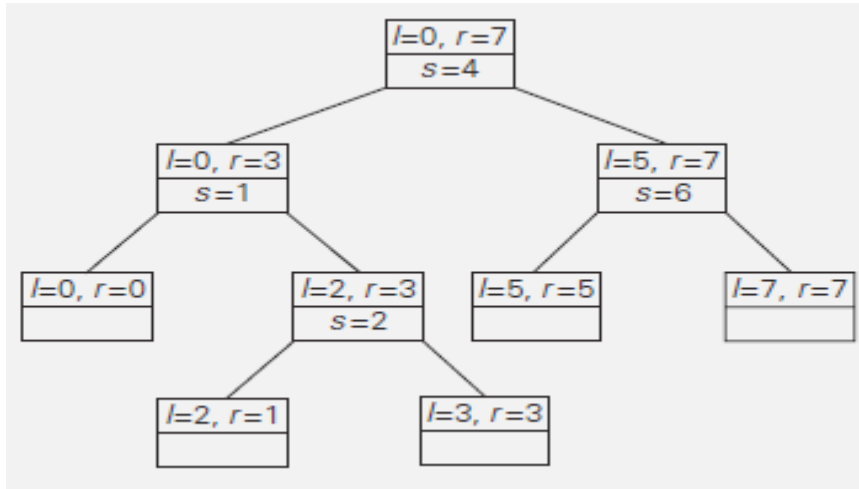 l=0, r=7
s=4
l=0, r=3
s=1
l=5, r=7
s=6
l=0, r=0
l=2, r=3
s=2
l=5, r=5
l=7, r=7
l=2, r=1
l=3, r=3